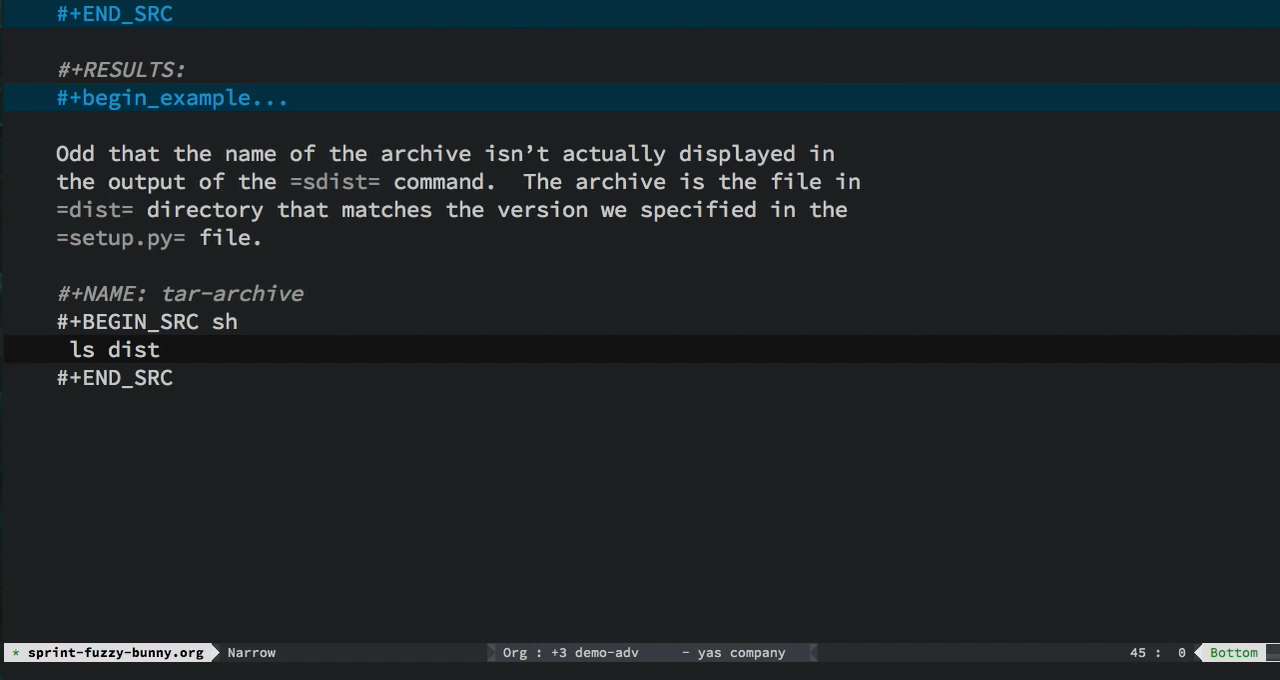 #+END_SRC
#+RESULTS:
#+begin_example...
Odd that the name of the archive isn’t actually displayed in
the output of the =sdist= command.  The archive is the file in
=dist= directory that matches the version we specified in the
=setup.py= file.
#+NAME: tar-archive
#+BEGIN_SRC sh
 ls dist
#+END_SRC
* sprint-fuzzy-bunny.org Narrow Org : +3 demo-adv - yas company 45 : 0 Bottom